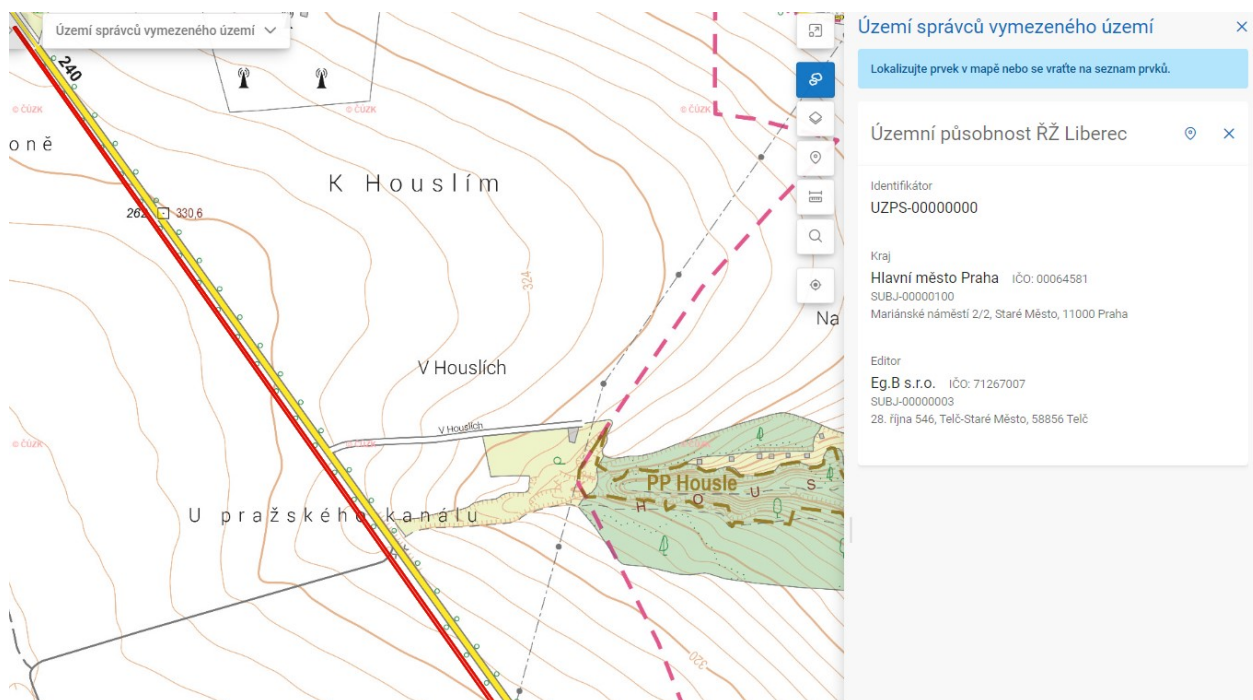 Území správců vymezeného území
240
© ČÚZK
© ČÚZK
© ČÚZK
oně
K Houslím
262
330,6
324
Na
V Houslích
V Houslích
© ČÚZK
PP Housle
H O U S
U pražského kanálu
320
Území správců vymezeného území
Lokalizujte prvek v mapě nebo se vraťte na seznam prvků.
Územní působnost ŘŽ Liberec
Identifikátor
UZPS-00000000
Kraj
Hlavní město Praha IČO: 00064581
SUBJ-00000100
Mariánské náměstí 2/2, Staré Město, 11000 Praha
Editor
Eg.B s.r.o. IČO: 71267007
SUBJ-00000003
28. října 546, Telč-Staré Město, 58856 Telč